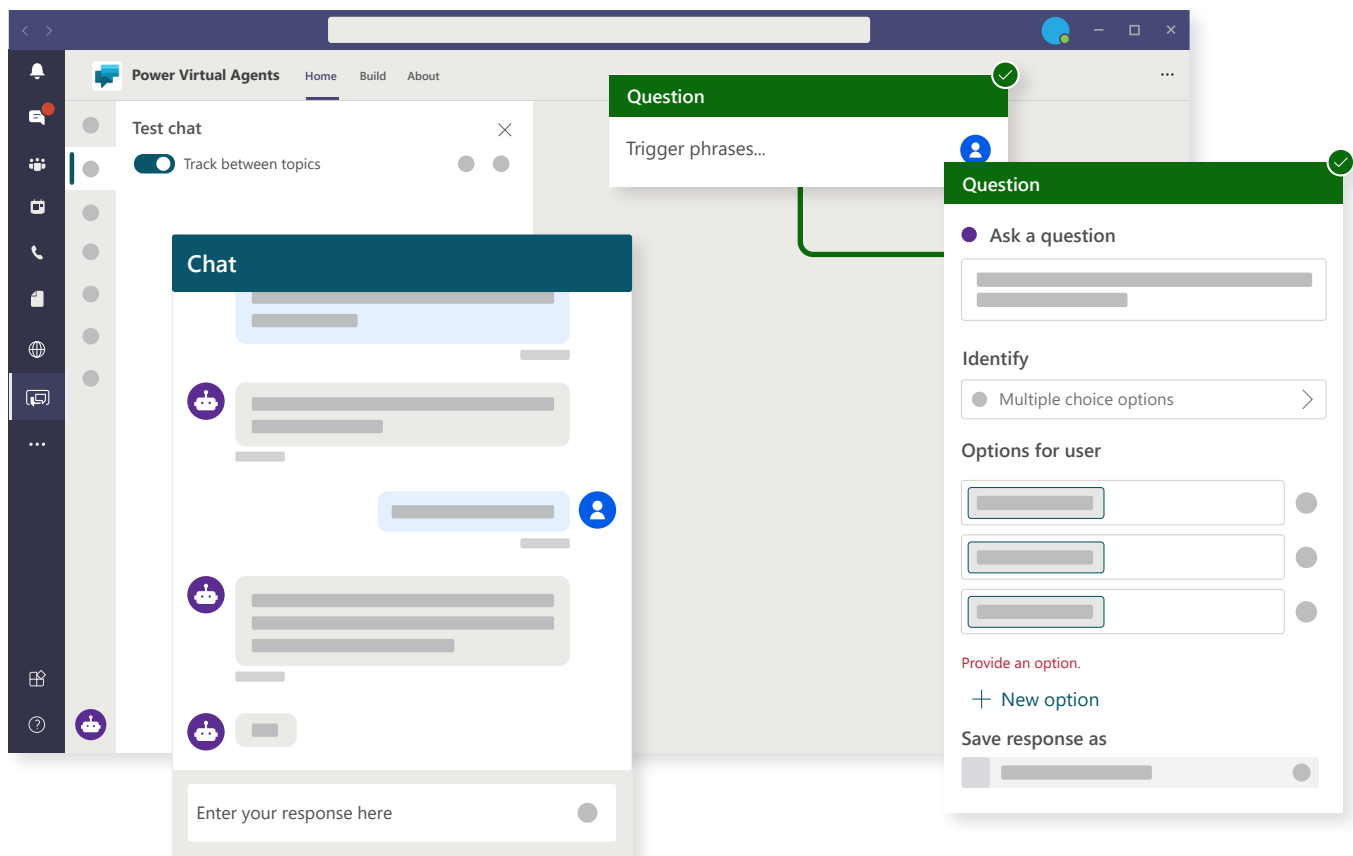 Power Virtual Agents Home Build About
Test chat
Track between topics
Chat
Enter your response here
Question
Trigger phrases...
Question
Ask a question
Identify
Multiple choice options
Options for user
Provide an option.
New option
Save response as